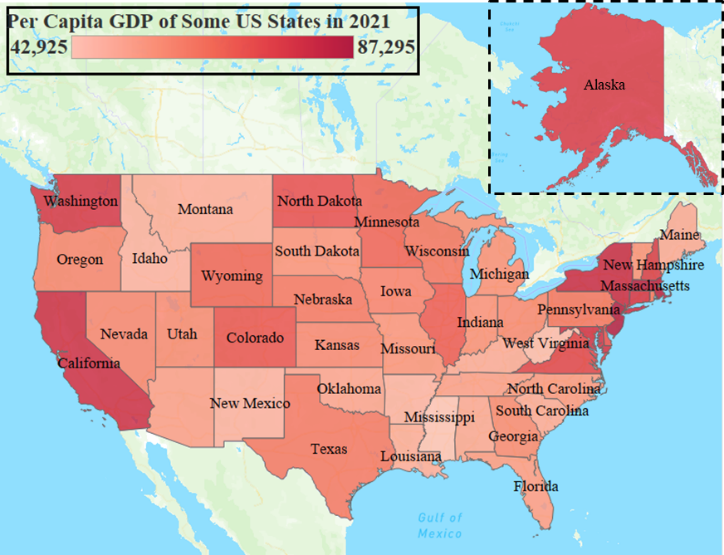 Per Capita GDP of Some US States in 2021
42,925 87,295
Alaska
Washington
Montana
North Dakota
Minnesota
Maine
Oregon
Idaho
Wyoming
South Dakota
Wisconsin
Michigan
New Hampshire
Massachusetts
Nevada
Utah
Colorado
Nebraska
Iowa
Indiana
Pennsylvania
California
Kansas
Missouri
West Virginia
New Mexico
Oklahoma
North Carolina
Mississippi
South Carolina
Texas
Louisiana
Georgia
Florida
Gulf of
Mexico